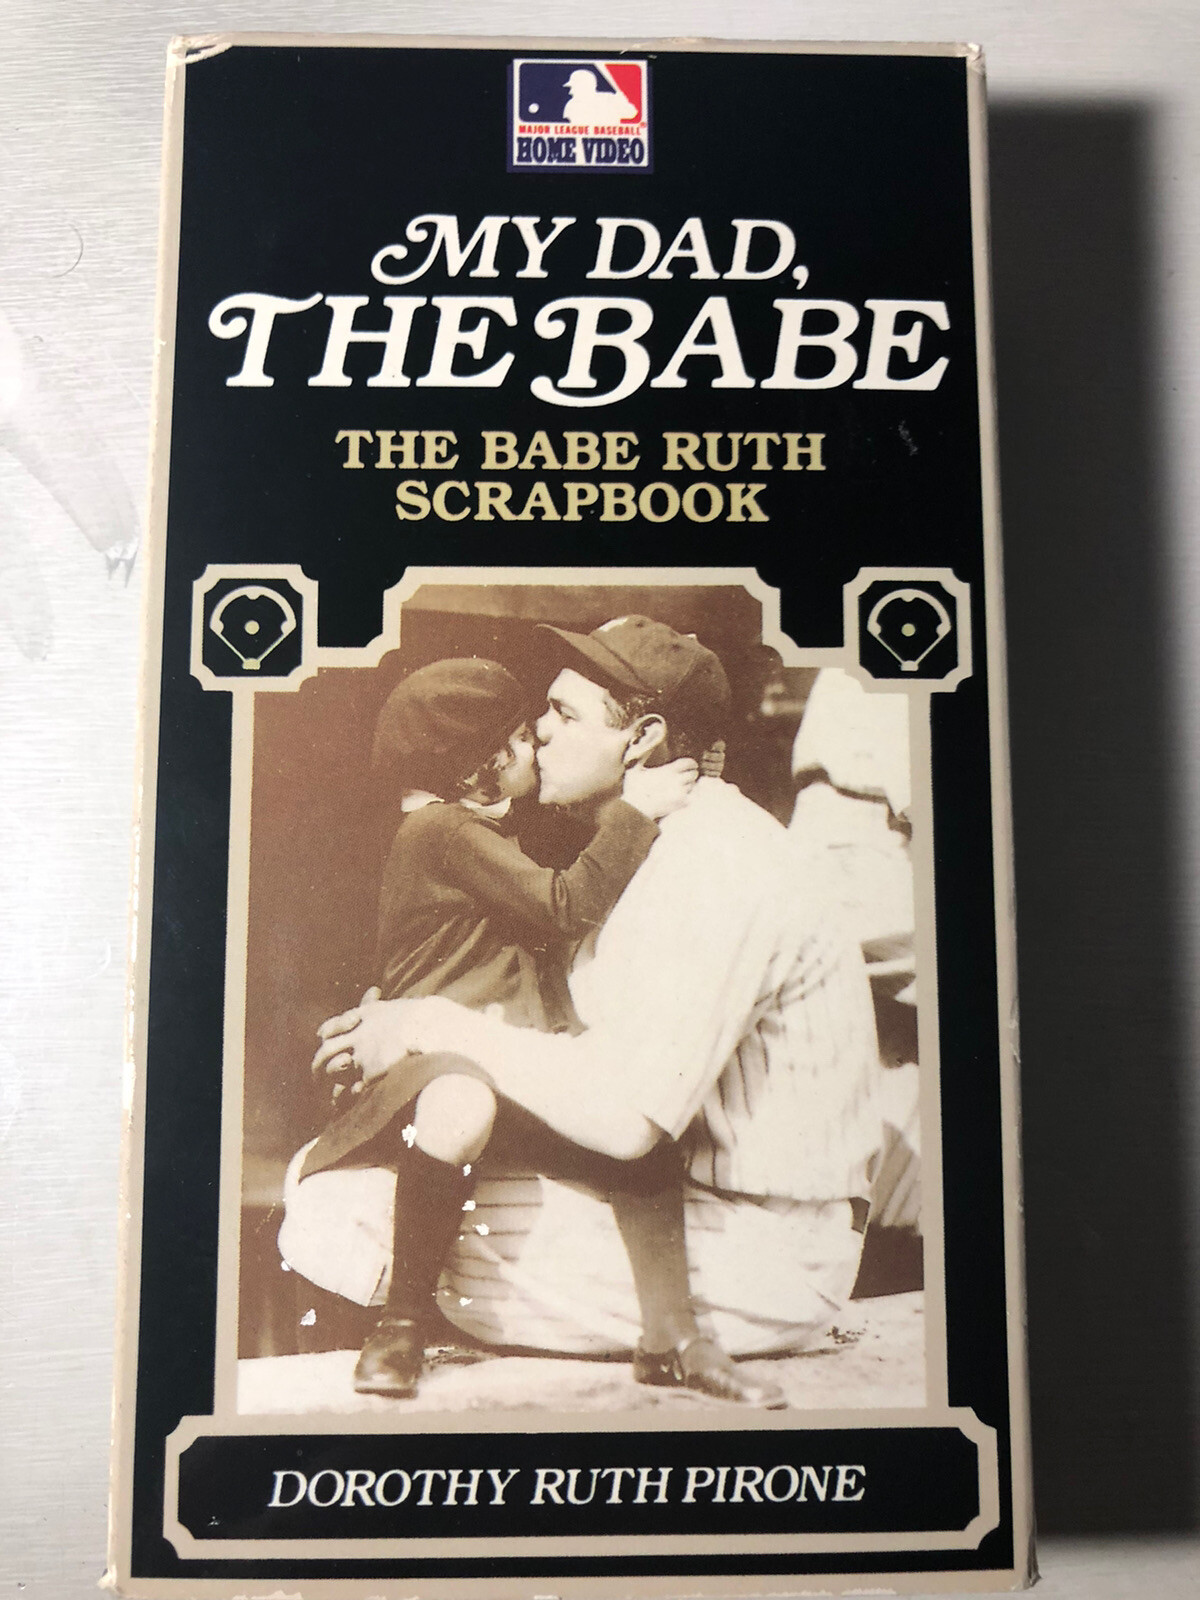 MAJOR LEAGUE BASEBALL®
HOME VIDEO
MY DAD,
THE BABE
THE BABE RUTH
SCRAPBOOK
DOROTHY RUTH PIRONE